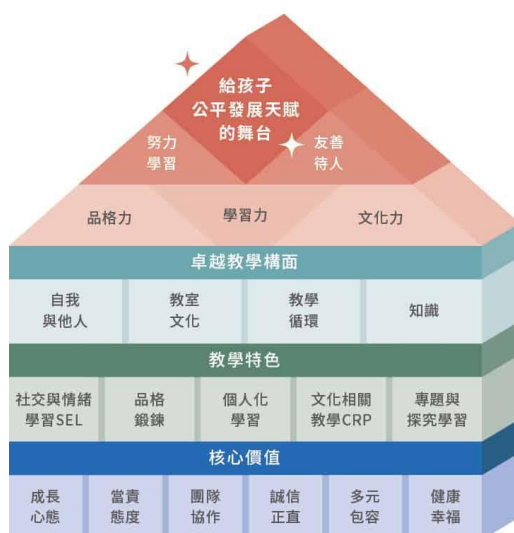 給孩子
公平發展天賦
的舞台
努力
學習
友善
待人
品格力
學習力
文化力
卓越教學構面
自我
與他人
教室
文化
教學
循環
知識
教學特色
社交與情緒
學習SEL
品格
鍛鍊
個人化
學習
文化相關
教學CRP
專題與
探究學習
核心價值
成長
心態
當責
態度
團隊
協作
誠信
正直
多元
包容
健康
幸福